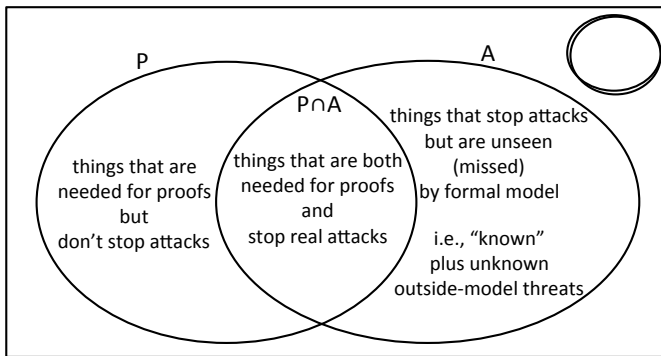 P
A
P∩A
things that are
needed for proofs
but
don’t stop attacks
things that are both
needed for proofs
and
stop real attacks
things that stop attacks
but are unseen
(missed)
by formal model
i.e., “known”
plus unknown
outside-model threats